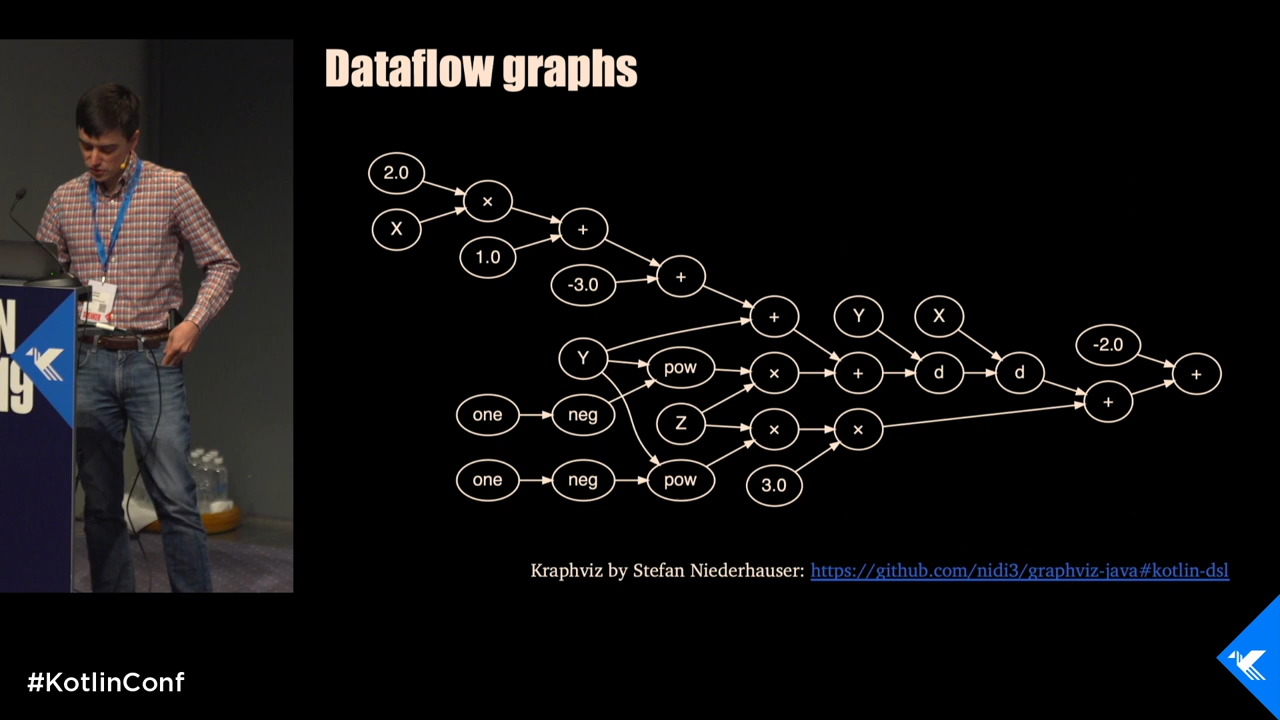 Dataflow graphs
2.0
X
×
1.0
+
-3.0
+
+
Y
X
-2.0
+
Y
pow
×
+
d
d
+
one
neg
Z
×
×
one
neg
pow
3.0
Kraphviz by Stefan Niederhauser: https://github.com/nidi3/graphviz-java#kotlin-dsl
N
19
#KotlinConf